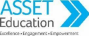 ASSET
Education
Excellence • Engagement • Empowerment